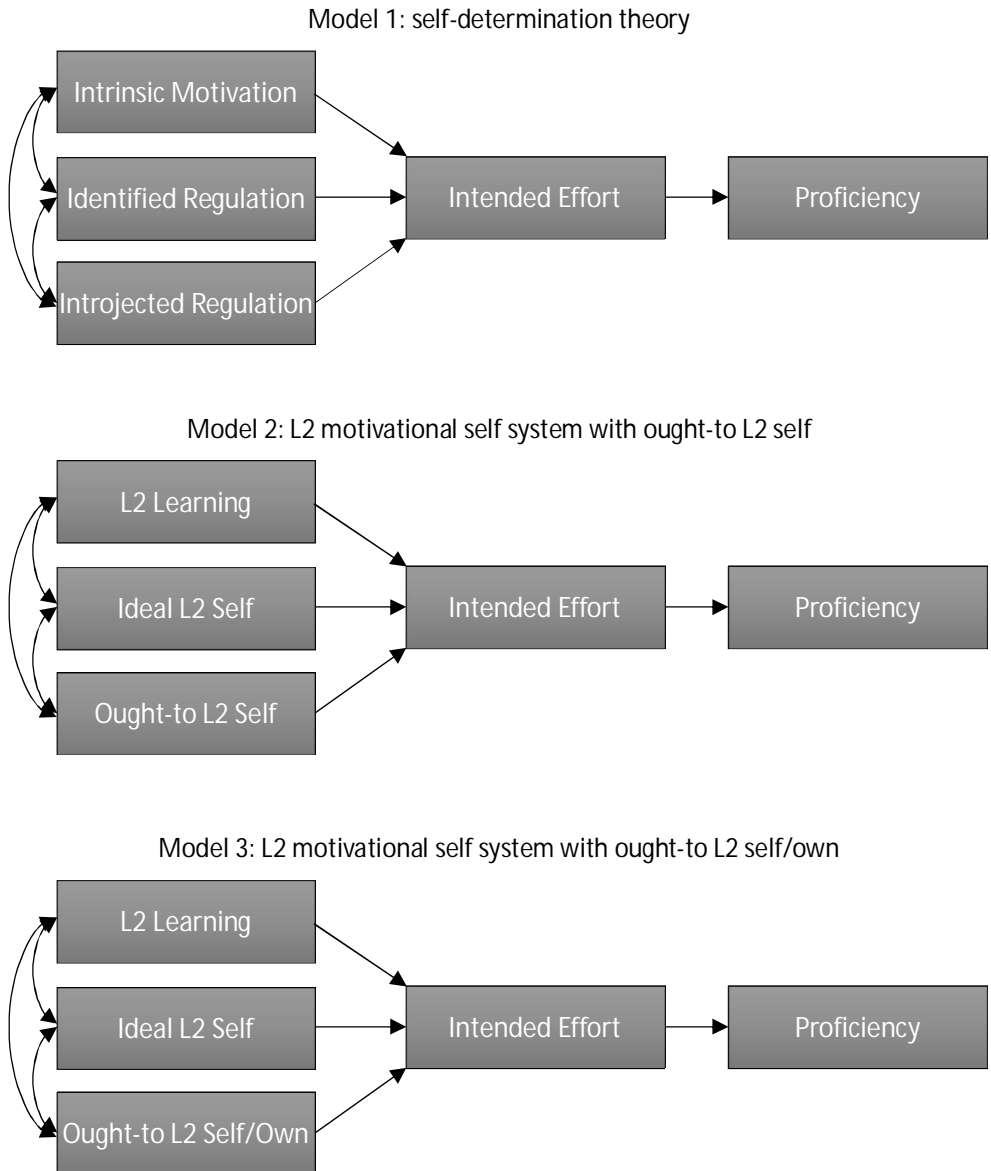 Model 1: self-determination theory
Intrinsic Motivation
Identified Regulation
Intended Effort
Proficiency
Introjected Regulation
Model 2: L2 motivational self system with ought-to L2 self
L2 Learning
Ideal L2 Self
Intended Effort
Proficiency
Ought-to L2 Self
Model 3: L2 motivational self system with ought-to L2 self/own
L2 Learning
Ideal L2 Self
Intended Effort
Proficiency
Ought-to L2 Self/Own